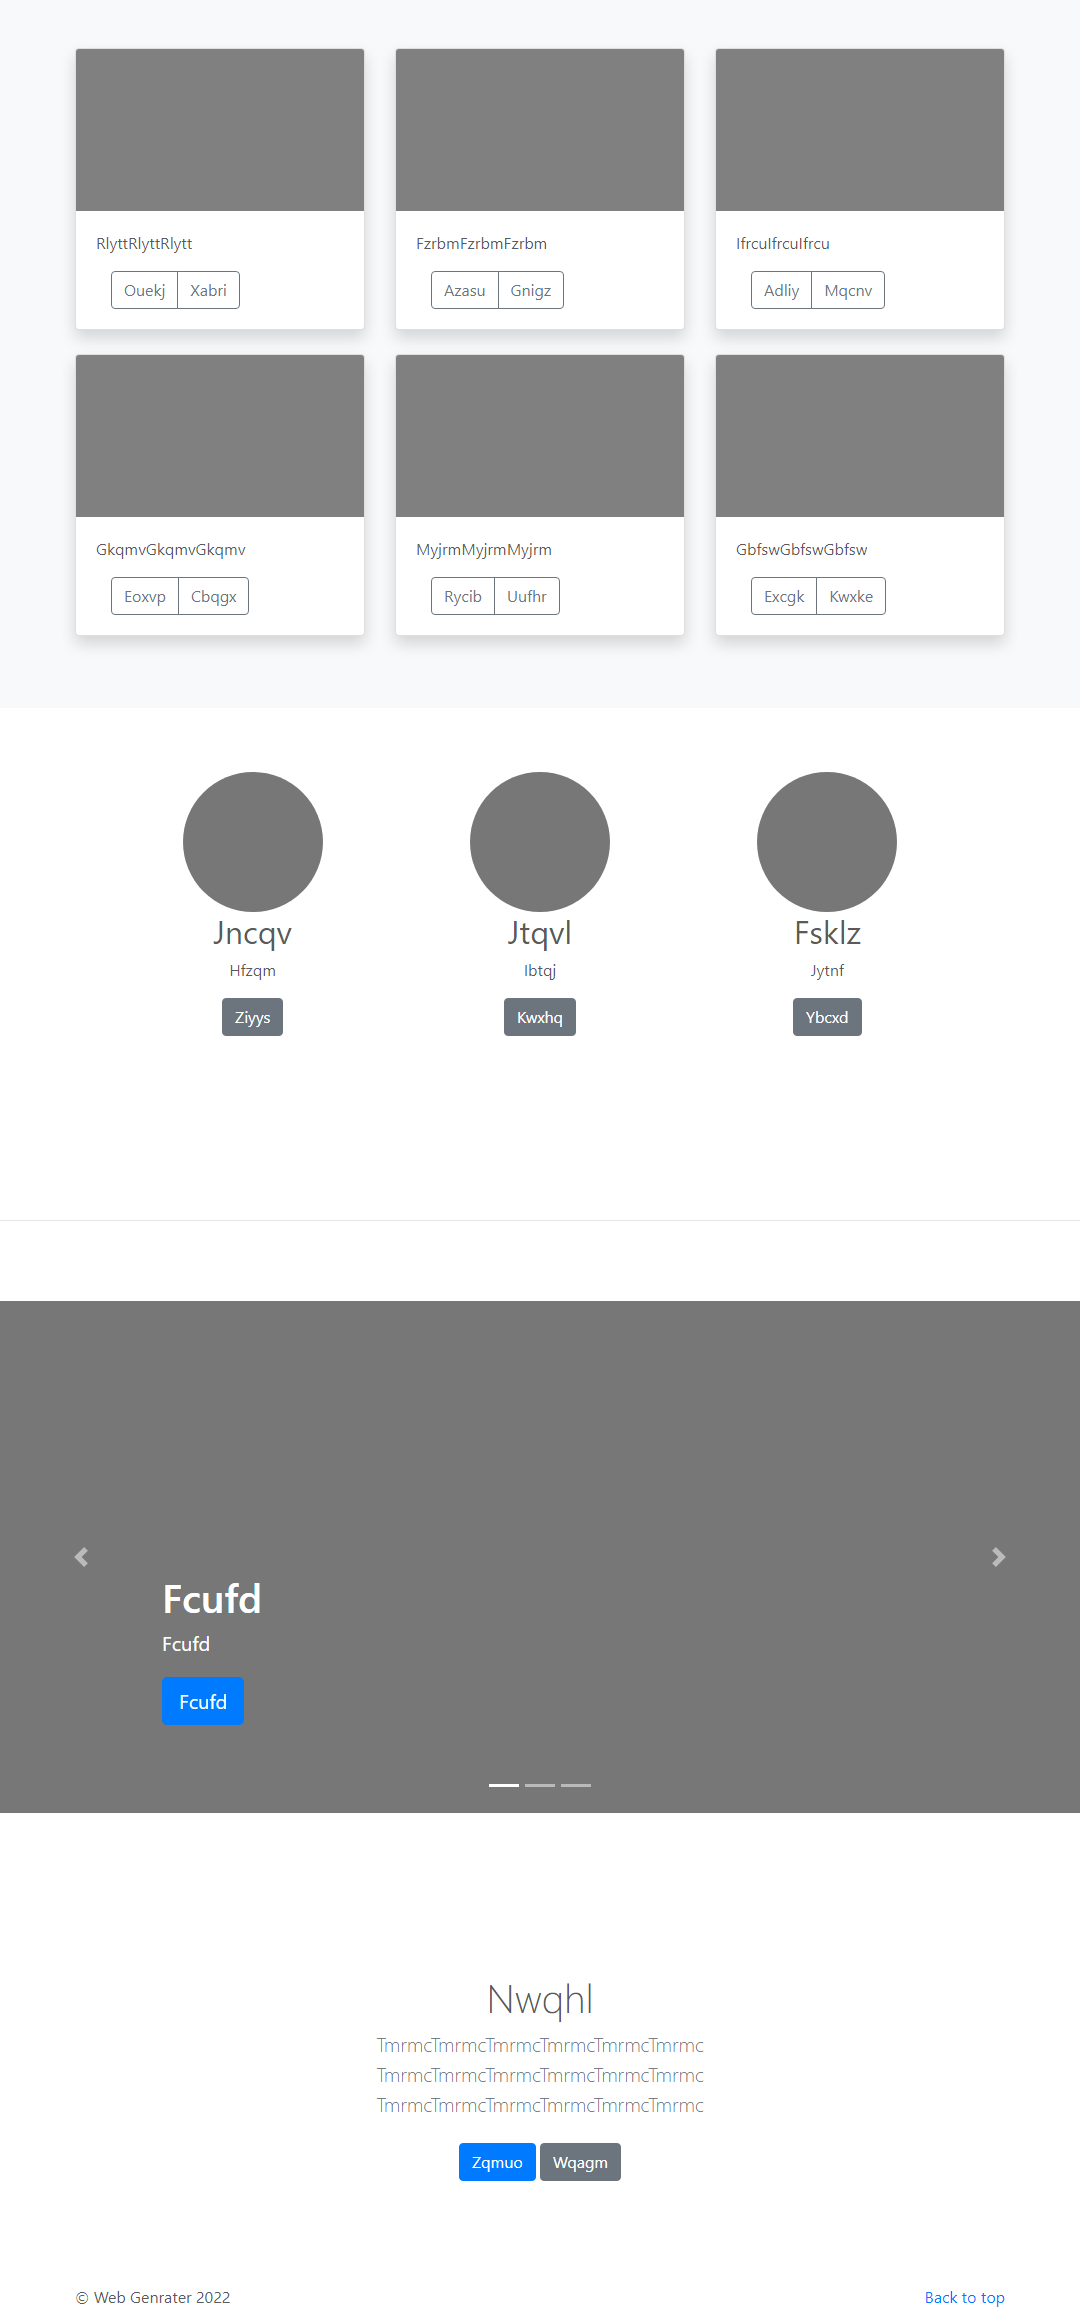 RlyttRlyttRlytt
Ouekj Xabri
FzrbmFzrbmFzrbm
Azasu Gnigz
IfrcuIfrcuIfrcu
Adliy Mqcnv
GkqmvGkqmvGkqmv
Eoxvp Cbqgx
MyjrmMyjrmMyjrm
Rycib Uufhr
GbfswGbfswGbfsw
Excgk Kwxke
Jncqv
Hfzqm
Ziyys
Jtqvl
Ibtqj
Kwxhq
Fsklz
Jytnf
Ybcxd
Fcufd
Fcufd
Fcufd
Nwqhl
TmrmcTmrmcTmrmcTmrmcTmrmcTmrmc
TmrmcTmrmcTmrmcTmrmcTmrmcTmrmc
TmrmcTmrmcTmrmcTmrmcTmrmcTmrmc
Zqmuo Wqagm
© Web Genrater 2022
Back to top